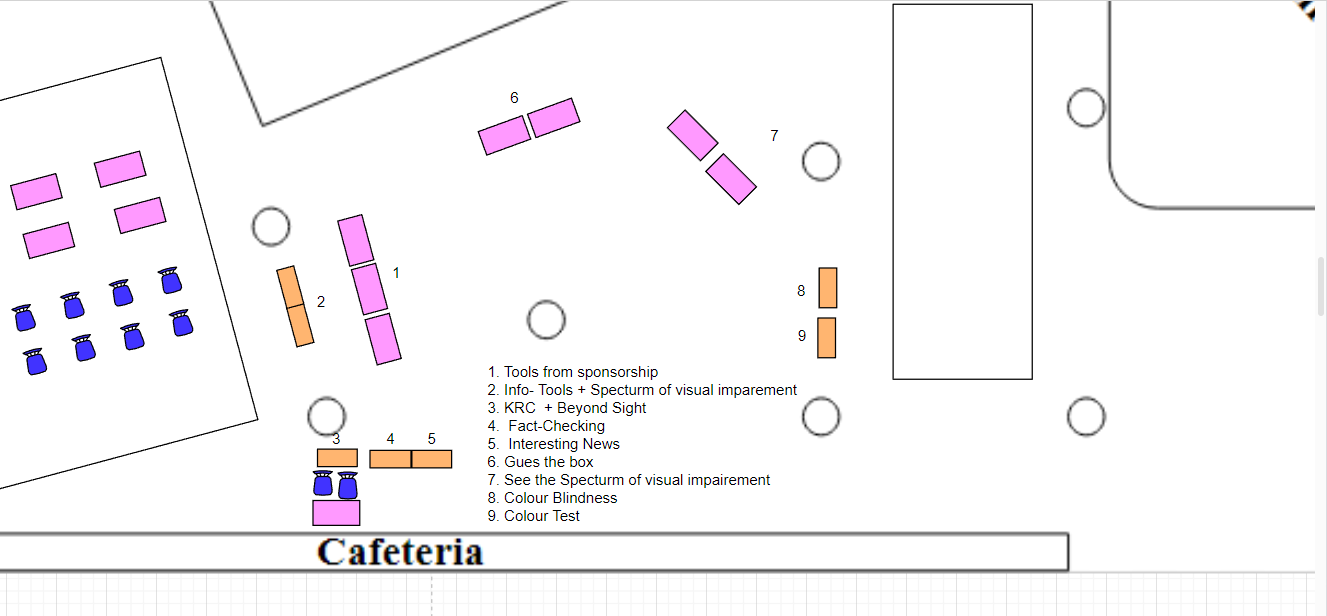 6
7
1
2
8
9
1. Tools from sponsorship
2. Info- Tools + Specturm of visual imparement
3. KRC + Beyond Sight
4. Fact-Checking
5. Interesting News
6. Gues the box
7. See the Specturm of visual impairement
8. Colour Blindness
9. Colour Test
3 4 5
Cafeteria